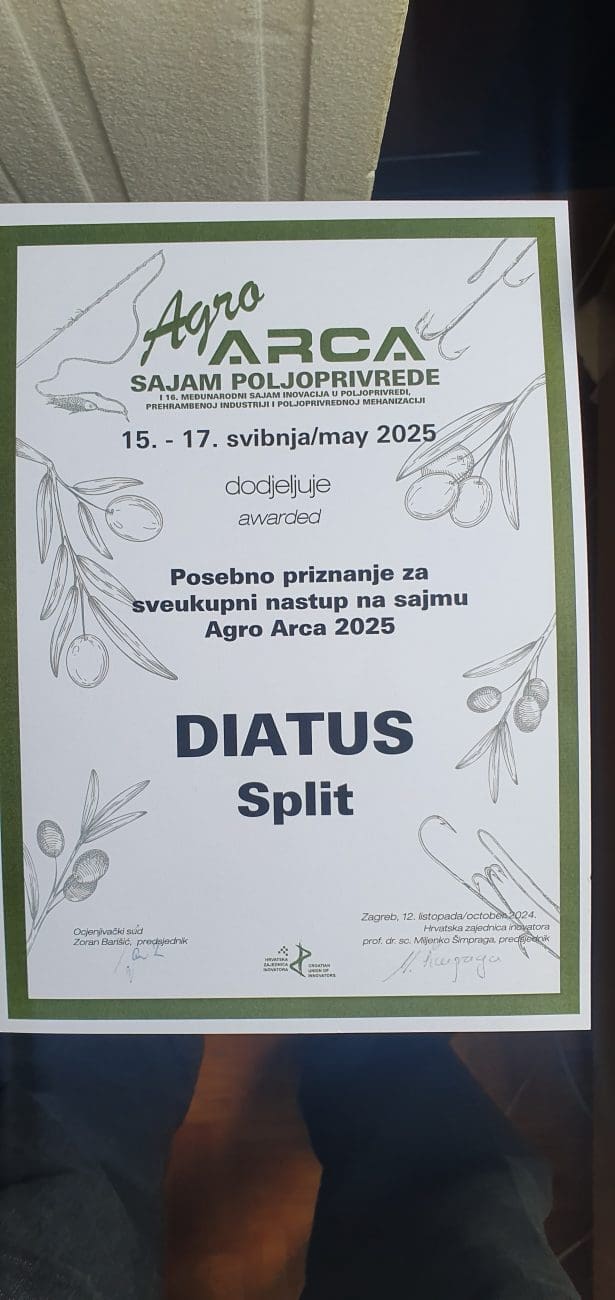 Agro
ARCA
SAJAM POLJOPRIVREDE
I 16. MEĐUNARODNI SAJAM INOVACIJA U POLJOPRIVREDI,
PREHRAMBENOJ INDUSTRIJI I POLJOPRIVREDNOJ MEHANIZACIJI
15. - 17. svibnja/may 2025
dodjeljuje
awarded
Posebno priznanje za
sveukupni nastup na sajmu
Agro Arca 2025
DIATUS
Split
Ocjenjivački sud
Zoran Barišić, predsjednik
HRVATSKA
ZAJEDNICA
INOVATORA
CROATIAN
UNION OF
INNOVATORS
Zagreb, 12. listopada/october 2024.
Hrvatska zajednica inovatora
prof. dr. sc. Miljenko Šimpraga, predsjednik